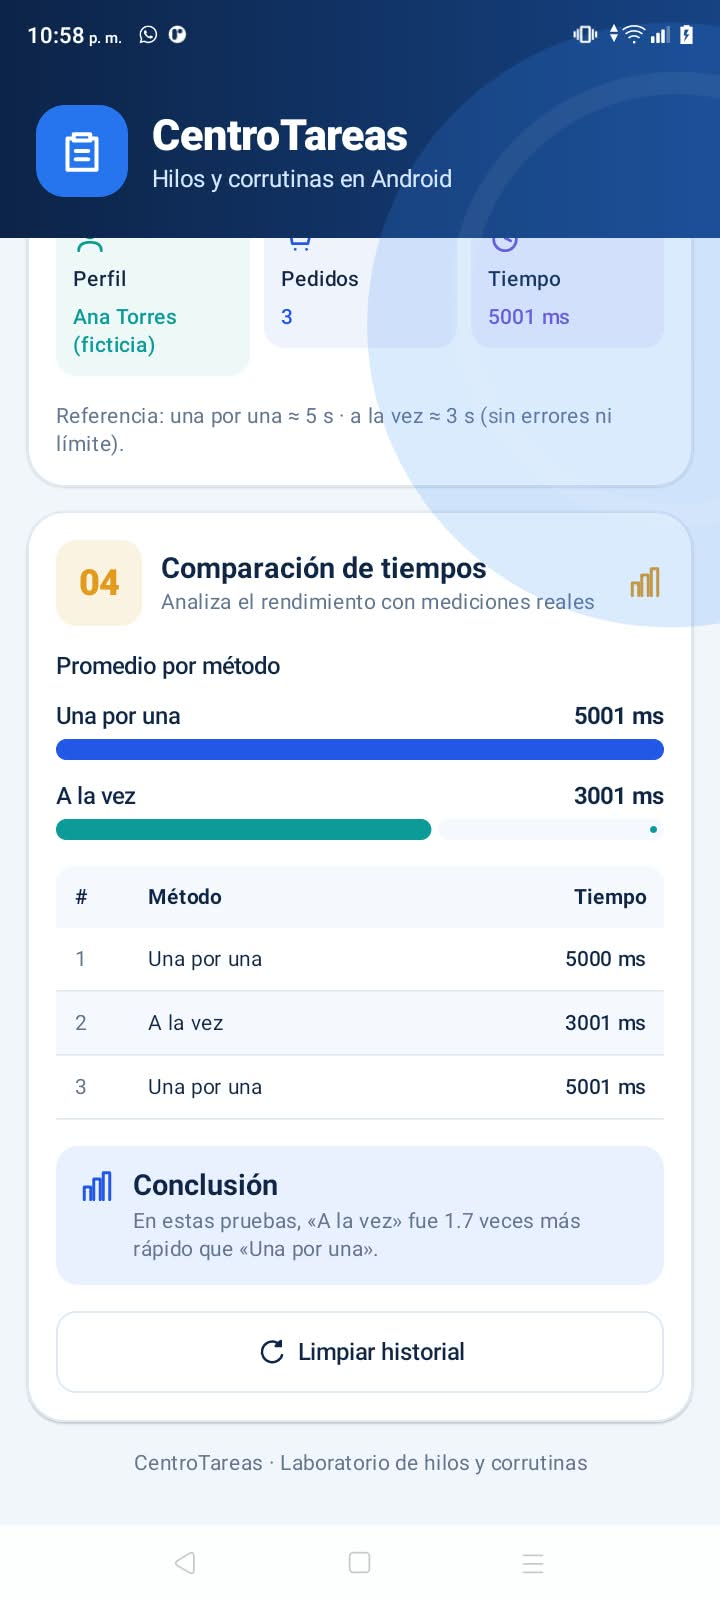 10:58 p. m.
CentroTareas
Hilos y corrutinas en Android
Perfil
Ana Torres
(ficticia)
Pedidos
3
Tiempo
5001 ms
Referencia: una por una ≈ 5 s · a la vez ≈ 3 s (sin errores ni
límite).
04
Comparación de tiempos
Analiza el rendimiento con mediciones reales
Promedio por método
Una por una 5001 ms
A la vez 3001 ms
# Método Tiempo
1 Una por una 5000 ms
2 A la vez 3001 ms
3 Una por una 5001 ms
Conclusión
En estas pruebas, «A la vez» fue 1.7 veces más
rápido que «Una por una».
Limpiar historial
CentroTareas · Laboratorio de hilos y corrutinas